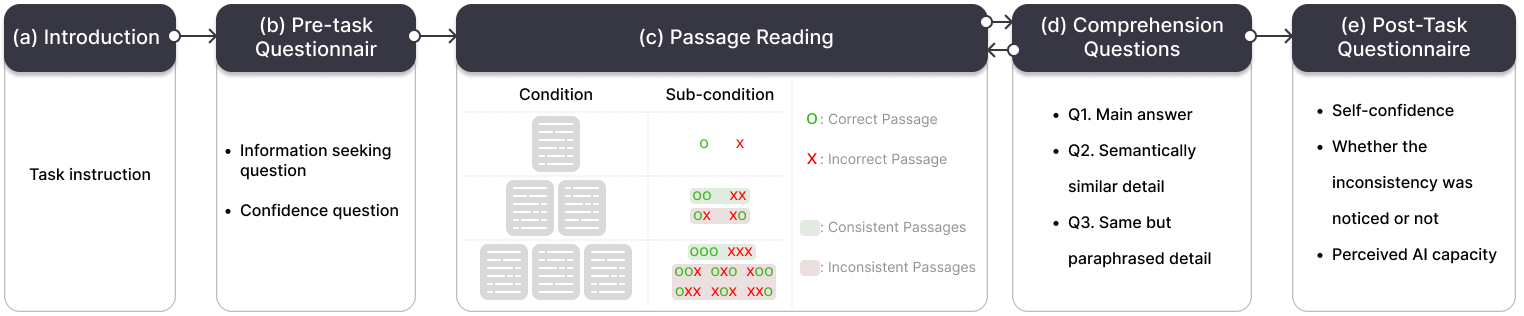 (a) Introduction
Task instruction
(b) Pre-task
Questionnair
• Information seeking
question
• Confidence question
(c) Passage Reading
Condition
Sub-condition
O X
OO XX
OX XO
OOO XXX
OOX OXO XOO
OXX XOX XXO
O: Correct Passage
X: Incorrect Passage
: Consistent Passages
: Inconsistent Passages
(d) Comprehension
Questions
• Q1. Main answer
• Q2. Semantically
similar detail
• Q3. Same but
paraphrased detail
(e) Post-Task
Questionnaire
• Self-confidence
• Whether the
inconsistency was
noticed or not
• Perceived AI capacity